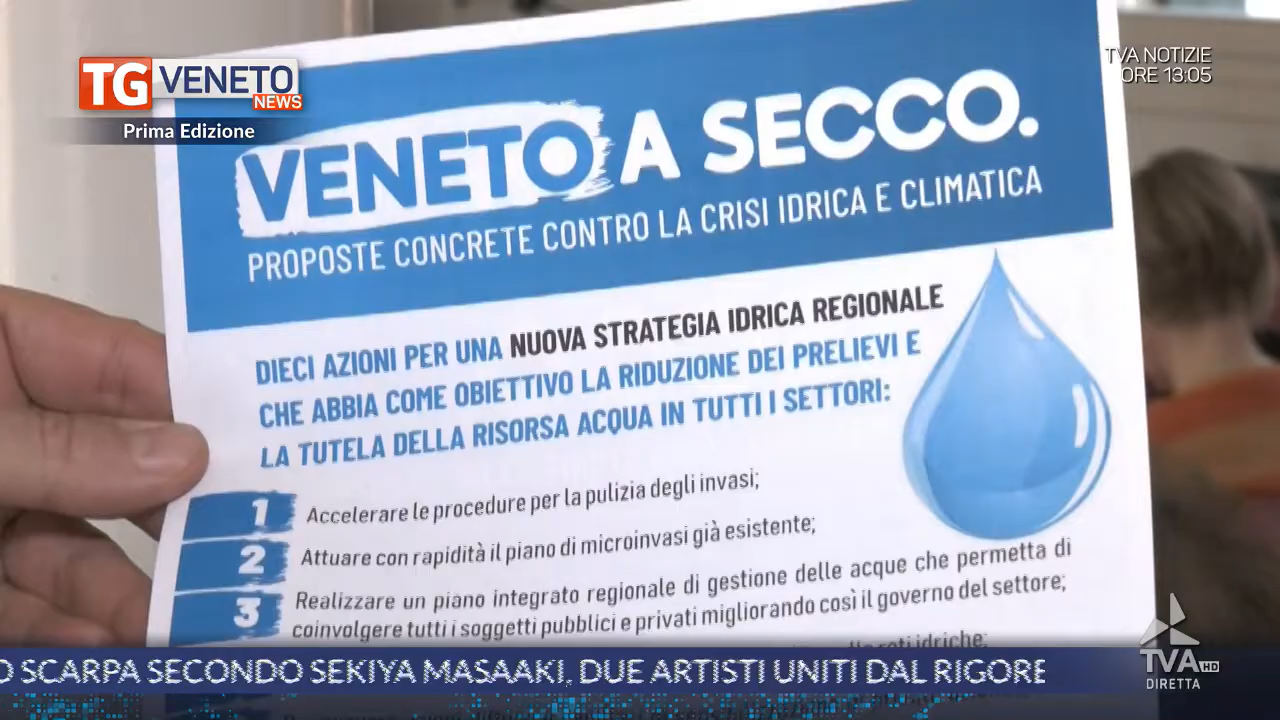 TG VENETO
NEWS
Prima Edizione
TVA NOTIZIE
ORE 13:05
VENETO A SECCO.
PROPOSTE CONCRETE CONTRO LA CRISI IDRICA E CLIMATICA
DIECI AZIONI PER UNA NUOVA STRATEGIA IDRICA REGIONALE
CHE ABBIA COME OBIETTIVO LA RIDUZIONE DEI PRELIEVI E
LA TUTELA DELLA RISORSA ACQUA IN TUTTI I SETTORI:
1 Accelerare le procedure per la pulizia degli invasi;
2 Attuare con rapidità il piano di microinvasi già esistente;
3 Realizzare un piano integrato regionale di gestione delle acque che permetta di
coinvolgere tutti i soggetti pubblici e privati migliorando così il governo del settore;
reti idriche;
O SCARPA SECONDO SEKIYA MASAAKI. DUE ARTISTI UNITI DAL RIGORE
TVA HD
DIRETTA